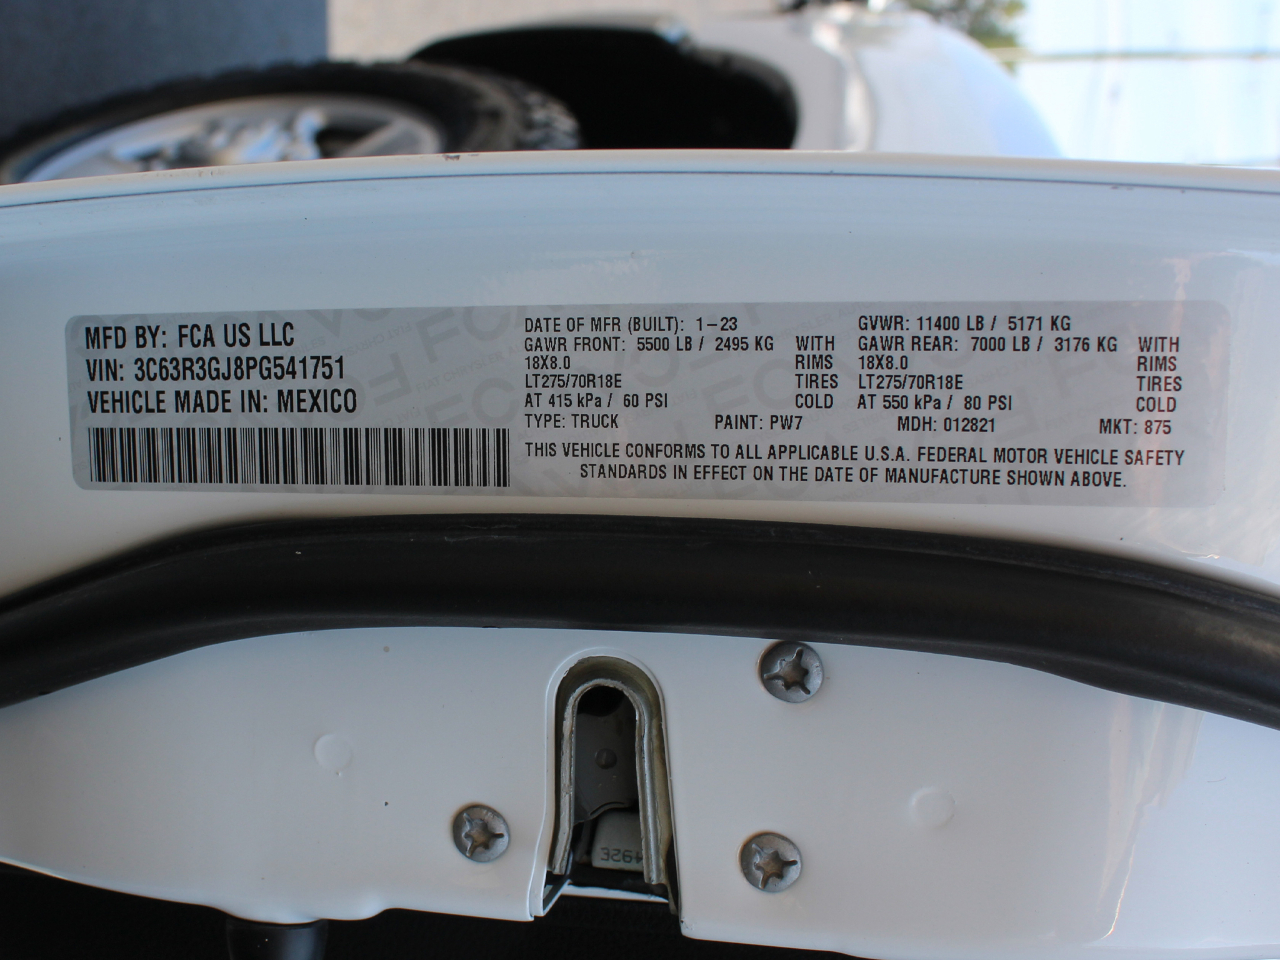 MFD BY: FCA US LLC
VIN: 3C63R3GJ8PG541751
VEHICLE MADE IN: MEXICO
DATE OF MFR (BUILT): 1-23
GVWR: 11400 LB / 5171 KG
GAWR FRONT: 5500 LB / 2495 KG WITH
18X8.0 RIMS
LT275/70R18E TIRES
AT 415 kPa / 60 PSI COLD
GAWR REAR: 7000 LB / 3176 KG WITH
18X8.0 RIMS
LT275/70R18E TIRES
AT 550 kPa / 80 PSI COLD
TYPE: TRUCK PAINT: PW7 MDH: 012821 MKT: 875
THIS VEHICLE CONFORMS TO ALL APPLICABLE U.S.A. FEDERAL MOTOR VEHICLE SAFETY
STANDARDS IN EFFECT ON THE DATE OF MANUFACTURE SHOWN ABOVE.